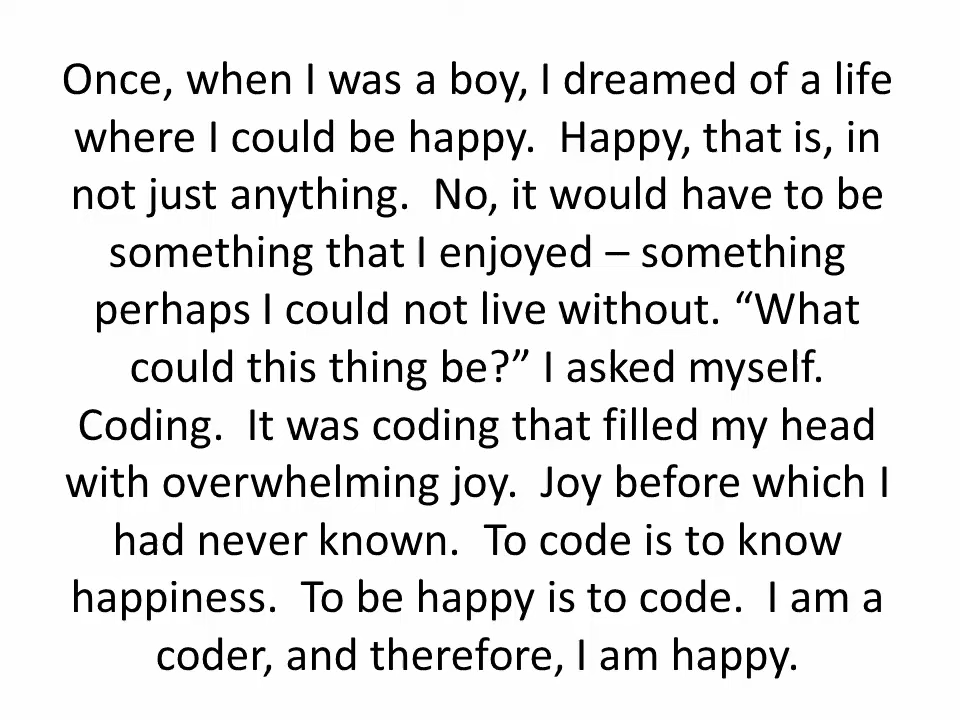 Once, when I was a boy, I dreamed of a life
where I could be happy.  Happy, that is, in
not just anything.  No, it would have to be
something that I enjoyed – something
perhaps I could not live without. “What
could this thing be?” I asked myself.
Coding.  It was coding that filled my head
with overwhelming joy.  Joy before which I
had never known.  To code is to know
happiness.  To be happy is to code.  I am a
coder, and therefore, I am happy.